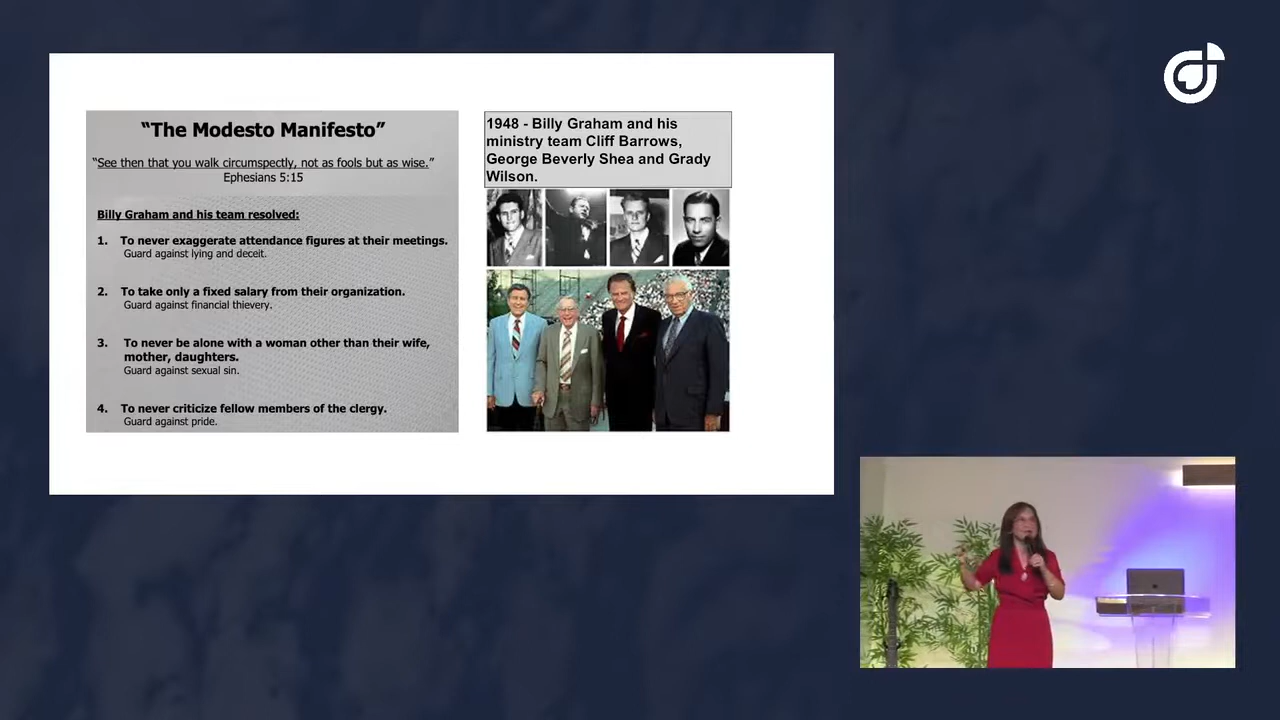 “The Modesto Manifesto”
“See then that you walk circumspectly, not as fools but as wise.”
Ephesians 5:15
Billy Graham and his team resolved:
1. To never exaggerate attendance figures at their meetings.
Guard against lying and deceit.
2. To take only a fixed salary from their organization.
Guard against financial thievery.
3. To never be alone with a woman other than their wife,
mother, daughters.
Guard against sexual sin.
4. To never criticize fellow members of the clergy.
Guard against pride.
1948 - Billy Graham and his
ministry team Cliff Barrows,
George Beverly Shea and Grady
Wilson.